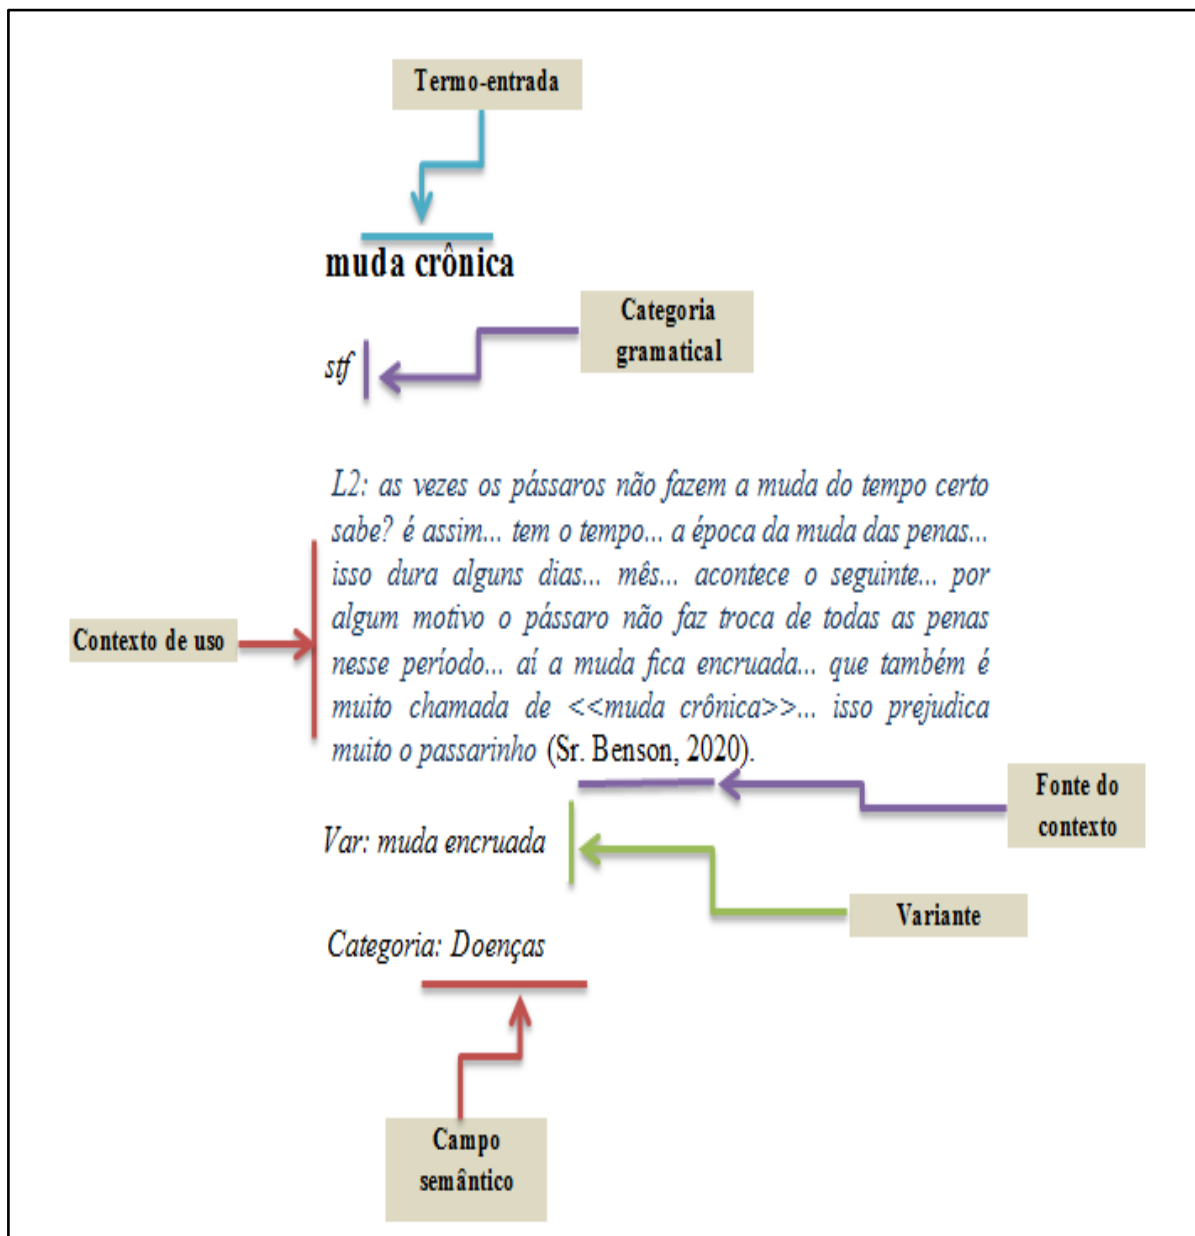 Termo-entrada
muda crônica
Categoria
gramatical
stf
L2: as vezes os pássaros não fazem a muda do tempo certo
sabe? é assim... tem o tempo... a época da muda das penas...
isso dura alguns dias... mês... acontece o seguinte... por
algum motivo o pássaro não faz troca de todas as penas
nesse período... aí a muda fica encruada... que também é
muito chamada de <<muda crônica>>... isso prejudica
muito o passarinho (Sr. Benson, 2020).
Contexto de uso
Fonte do
contexto
Var: muda encruada
Variante
Categoria: Doenças
Campo
semântico